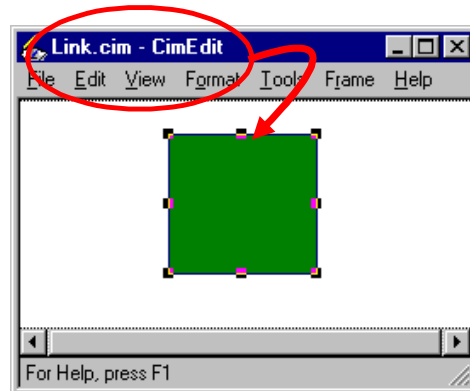 Link.cim - CimEdit
File Edit View Format Tools Frame Help
For Help, press F1